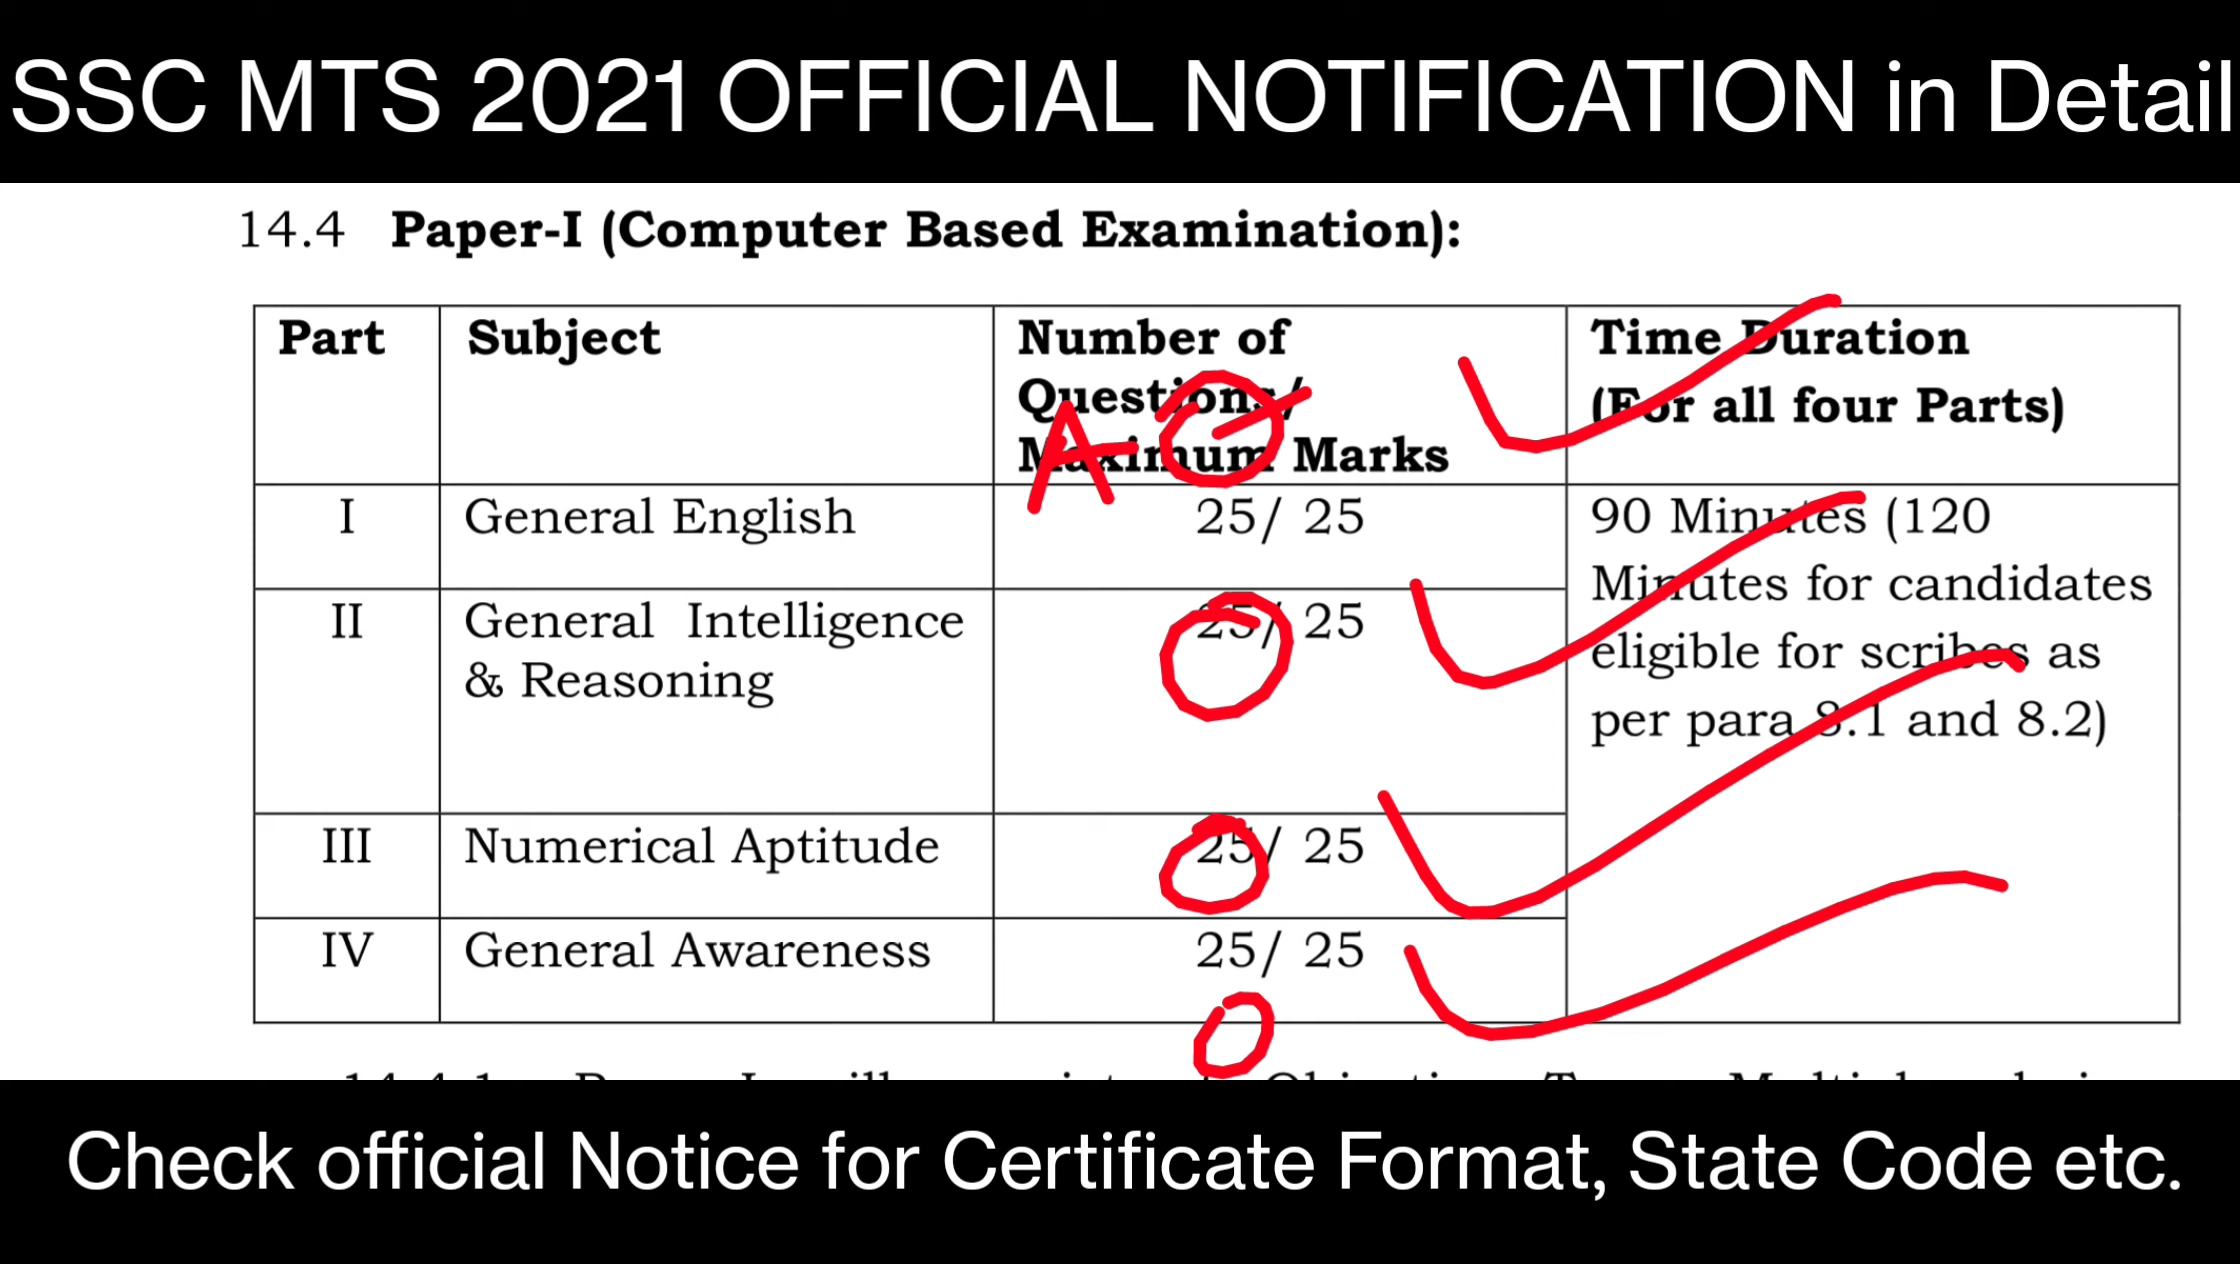 SSC MTS 2021 OFFICIAL NOTIFICATION in Detail
14.4 Paper-I (Computer Based Examination):
Part Subject Number of Questions/ Maximum Marks Time Duration (For all four Parts)
I General English 25/ 25 90 Minutes (120 Minutes for candidates eligible for scribes as per para 8.1 and 8.2)
II General Intelligence & Reasoning 25/ 25
III Numerical Aptitude 25/ 25
IV General Awareness 25/ 25
A
Check official Notice for Certificate Format, State Code etc.